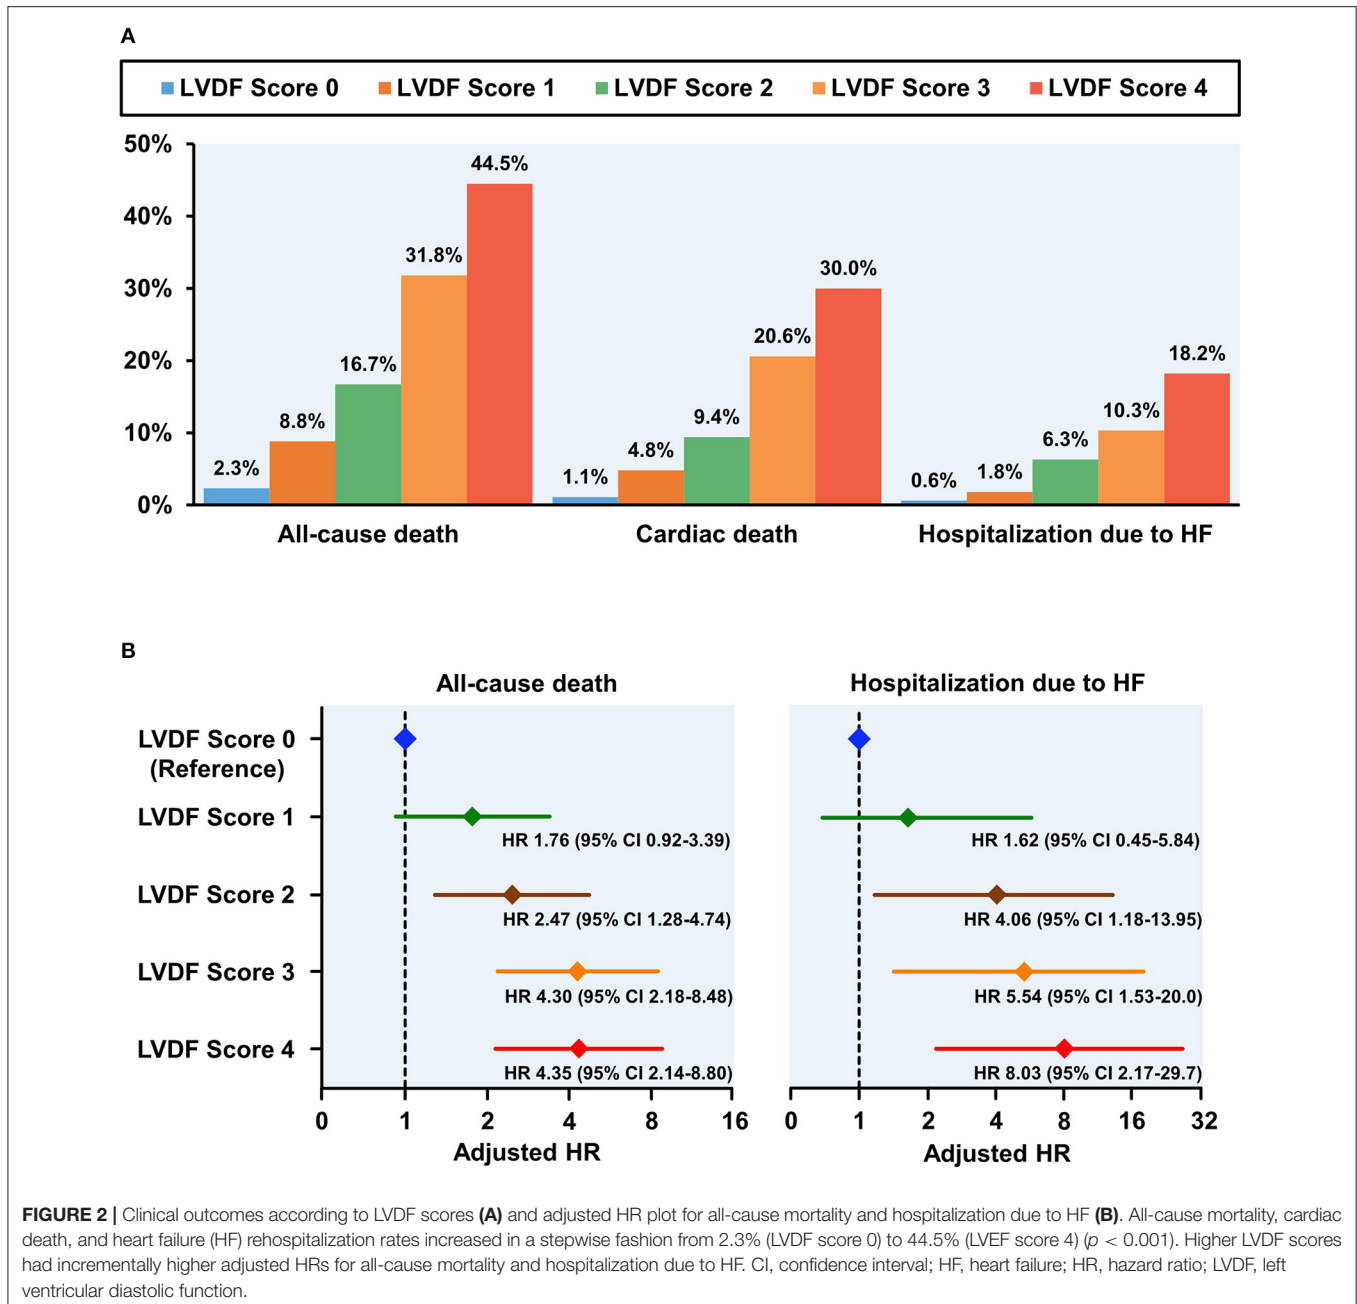 A
LVDF Score 0 LVDF Score 1 LVDF Score 2 LVDF Score 3 LVDF Score 4
50%
40%
30%
20%
10%
0%
2.3%
8.8%
16.7%
31.8%
44.5%
1.1%
4.8%
9.4%
20.6%
30.0%
0.6%
1.8%
6.3%
10.3%
18.2%
All-cause death Cardiac death Hospitalization due to HF
B
All-cause death
LVDF Score 0
(Reference)
LVDF Score 1
LVDF Score 2
LVDF Score 3
LVDF Score 4
HR 1.76 (95% CI 0.92-3.39)
HR 2.47 (95% CI 1.28-4.74)
HR 4.30 (95% CI 2.18-8.48)
HR 4.35 (95% CI 2.14-8.80)
0 1 2 4 8 16
Adjusted HR
Hospitalization due to HF
HR 1.62 (95% CI 0.45-5.84)
HR 4.06 (95% CI 1.18-13.95)
HR 5.54 (95% CI 1.53-20.0)
HR 8.03 (95% CI 2.17-29.7)
0 1 2 4 8 16 32
Adjusted HR
FIGURE 2 | Clinical outcomes according to LVDF scores (A) and adjusted HR plot for all-cause mortality and hospitalization due to HF (B). All-cause mortality, cardiac
death, and heart failure (HF) rehospitalization rates increased in a stepwise fashion from 2.3% (LVDF score 0) to 44.5% (LVEF score 4) (p < 0.001). Higher LVDF scores
had incrementally higher adjusted HRs for all-cause mortality and hospitalization due to HF. CI, confidence interval; HF, heart failure; HR, hazard ratio; LVDF, left
ventricular diastolic function.